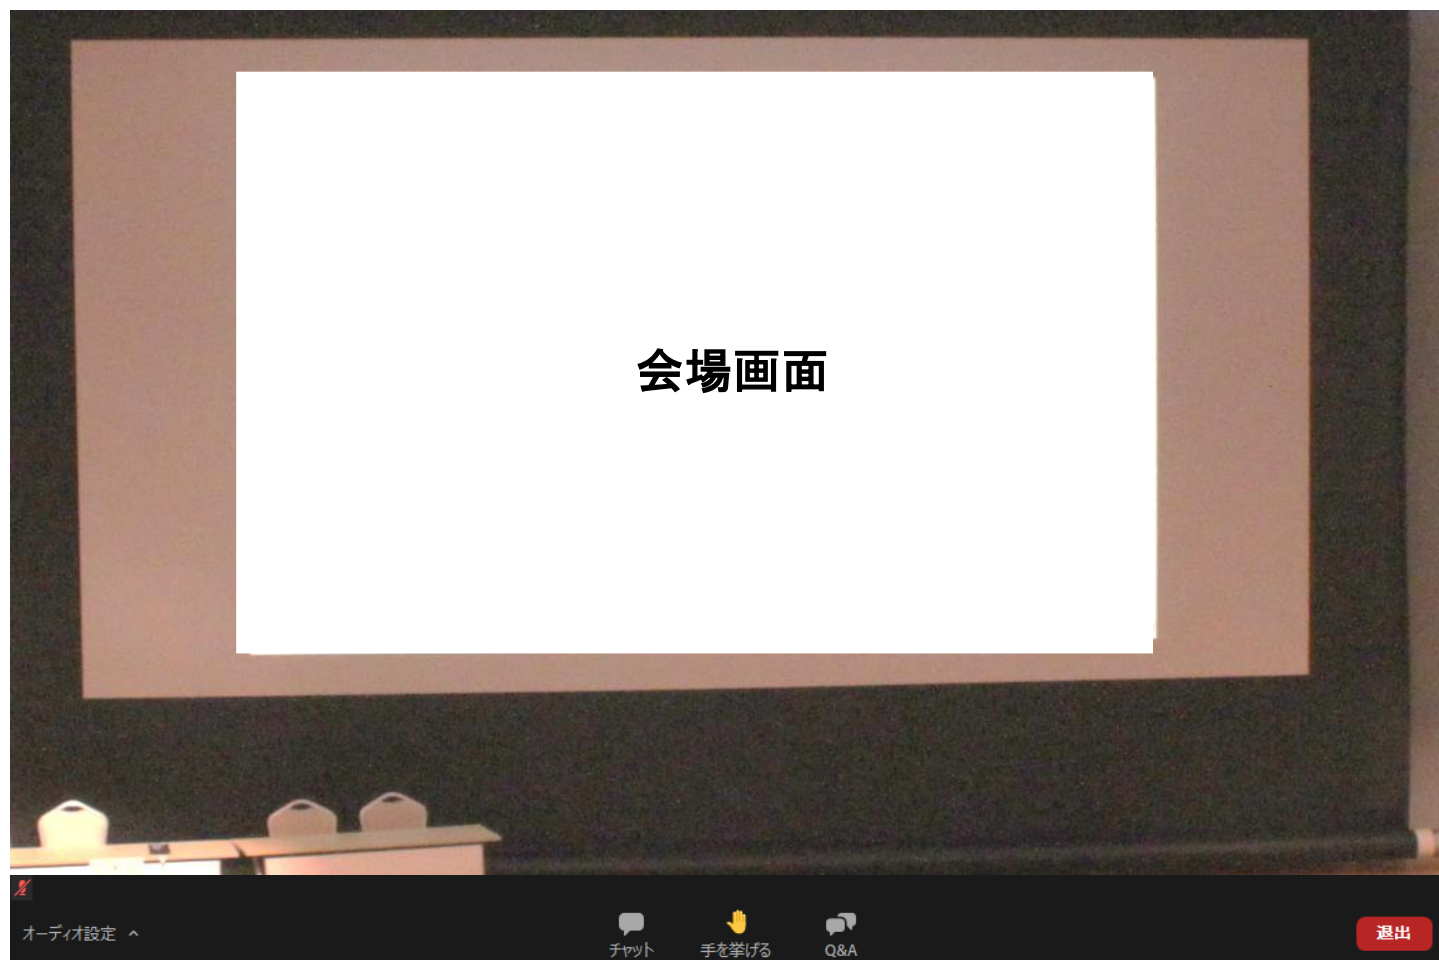 会場画面
オーディオ設定
チャット
手を挙げる
Q&A
退出